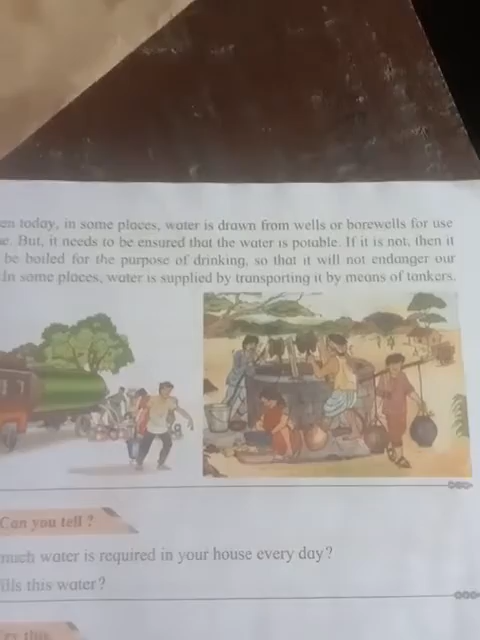 en today, in some places, water is drawn from wells or borewells for use
e. But, it needs to be ensured that the water is potable. If it is not, then it
be boiled for the purpose of drinking, so that it will not endanger our
In some places, water is supplied by transporting it by means of tankers.
Can you tell ?
much water is required in your house every day?
ills this water?
ry this.